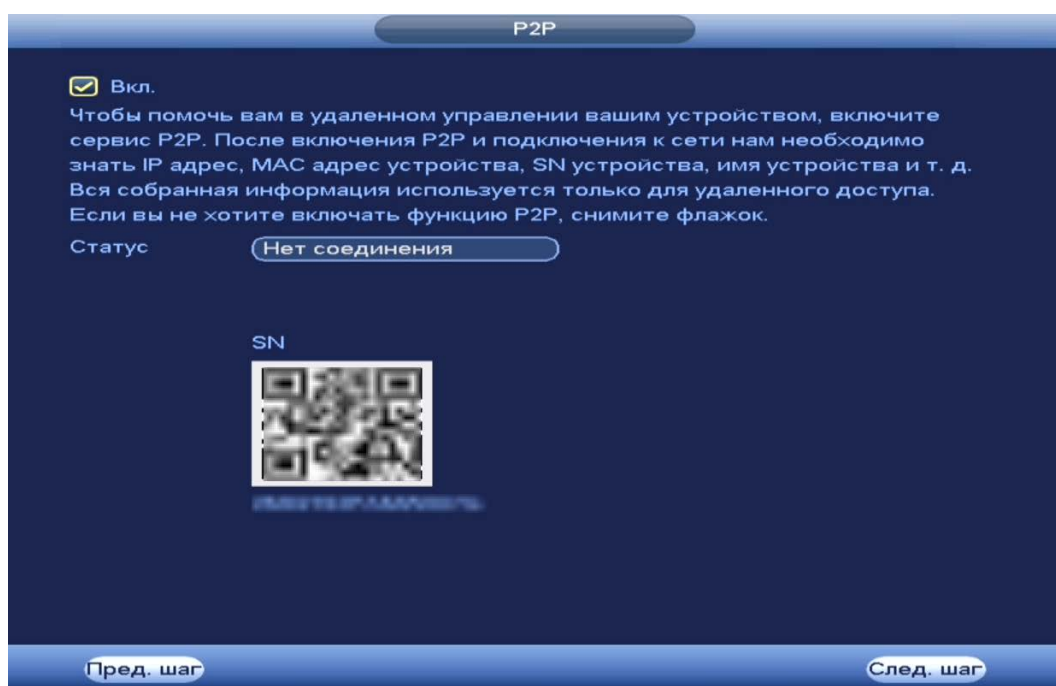 P2P
Вкл.
Чтобы помочь вам в удаленном управлении вашим устройством, включите
сервис P2P. После включения P2P и подключения к сети нам необходимо
знать IP адрес, MAC адрес устройства, SN устройства, имя устройства и т. д.
Вся собранная информация используется только для удаленного доступа.
Если вы не хотите включать функцию P2P, снимите флажок.
Статус Нет соединения
SN
Пред. шаг След. шаг